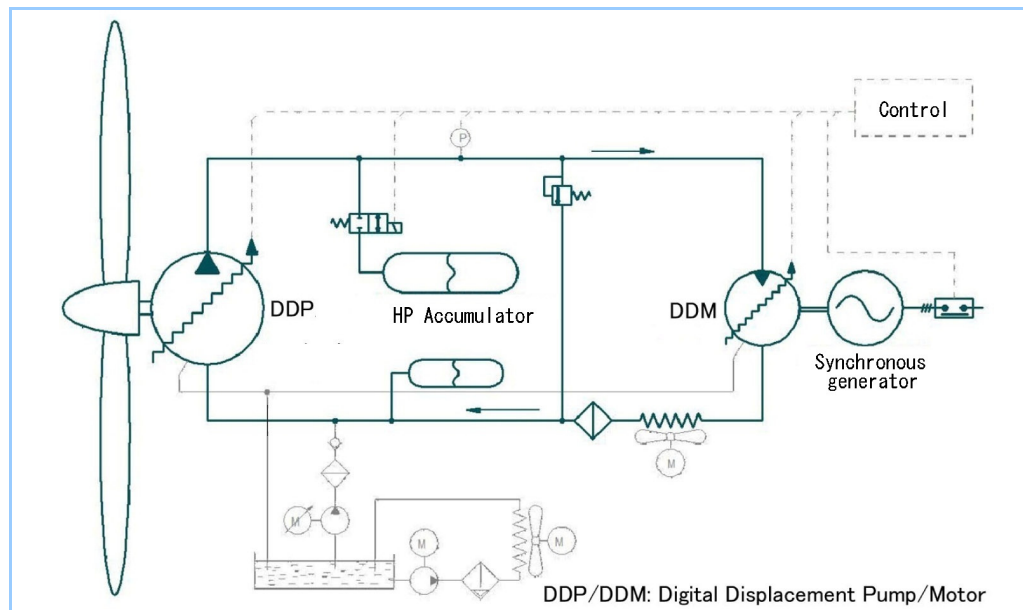 Control
P
DDP
HP Accumulator
DDM
Synchronous
generator
M
M
M
M
DDP/DDM: Digital Displacement Pump/Motor